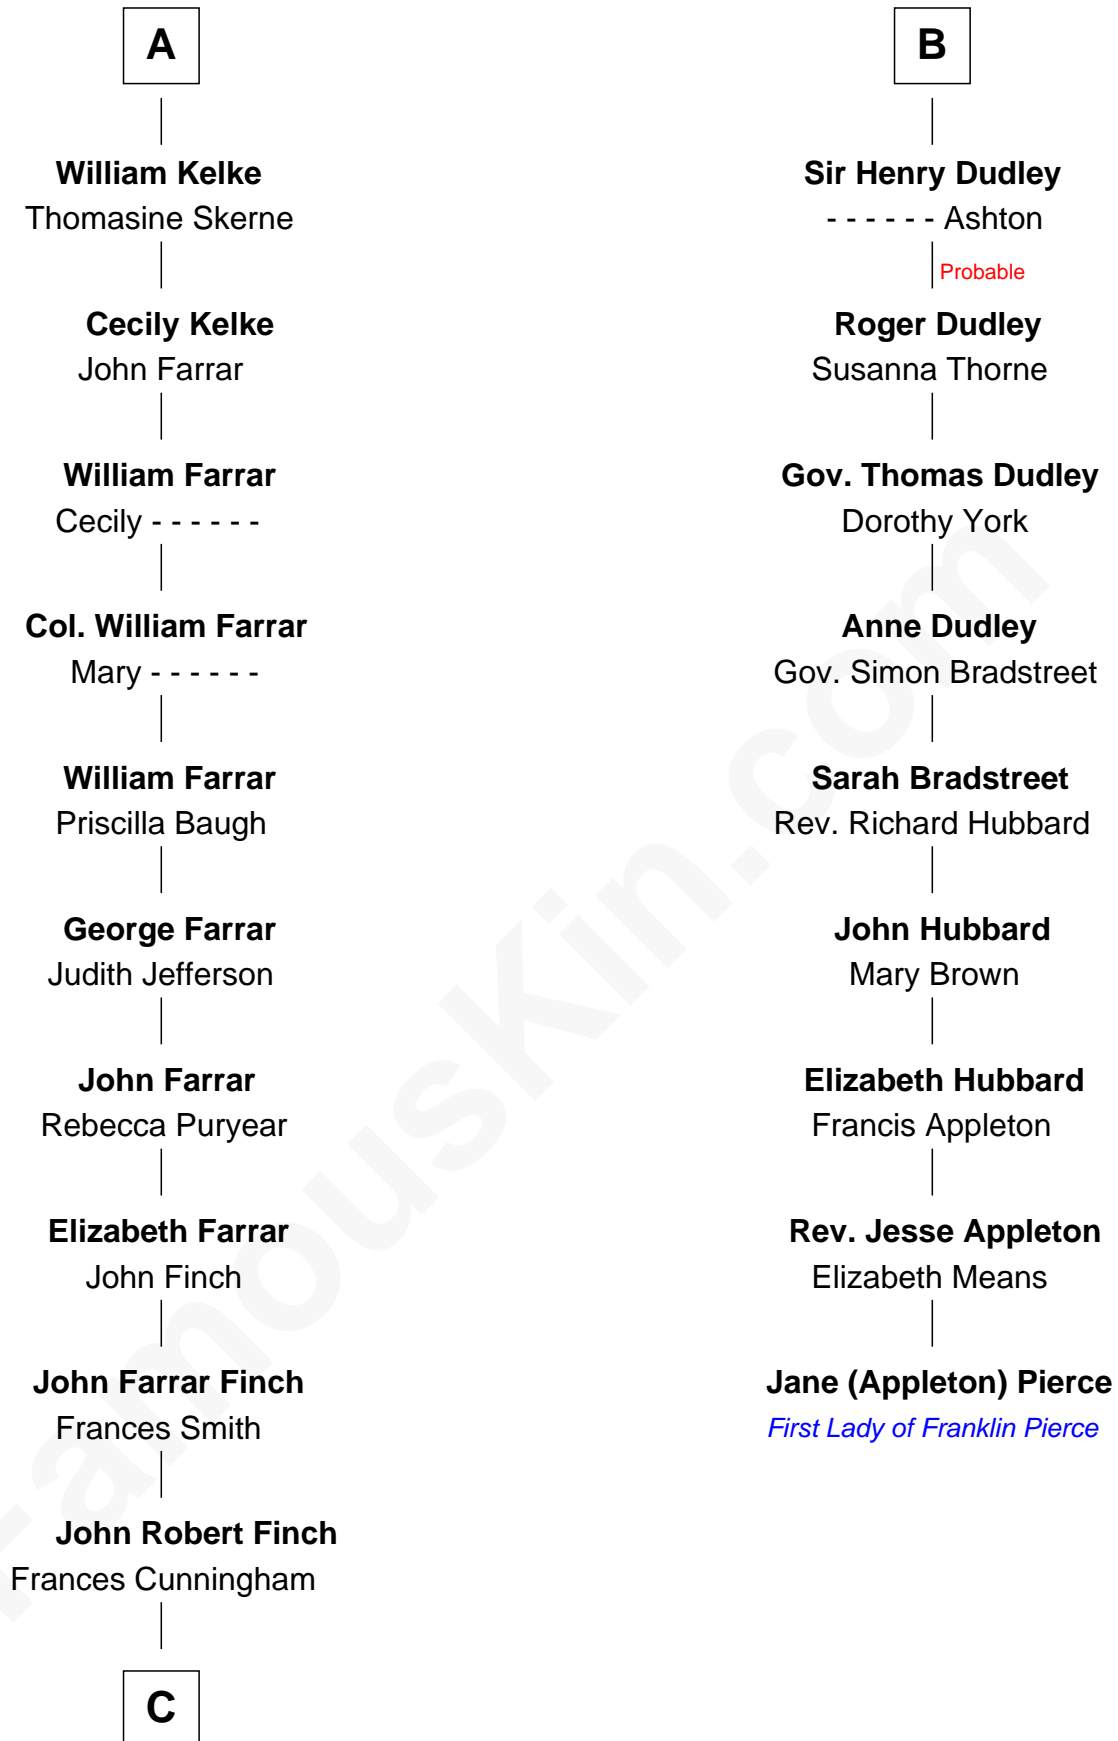 A
William Kelke
Thomasine Skerne
Cecily Kelke
John Farrar
William Farrar
Cecily - - - - - -
Col. William Farrar
Mary - - - - - -
William Farrar
Priscilla Baugh
George Farrar
Judith Jefferson
John Farrar
Rebecca Puryear
Elizabeth Farrar
John Finch
John Farrar Finch
Frances Smith
John Robert Finch
Frances Cunningham
C
B
Sir Henry Dudley
- - - - - - Ashton
Probable
Roger Dudley
Susanna Thorne
Gov. Thomas Dudley
Dorothy York
Anne Dudley
Gov. Simon Bradstreet
Sarah Bradstreet
Rev. Richard Hubbard
John Hubbard
Mary Brown
Elizabeth Hubbard
Francis Appleton
Rev. Jesse Appleton
Elizabeth Means
Jane (Appleton) Pierce
First Lady of Franklin Pierce
FamousKin.com